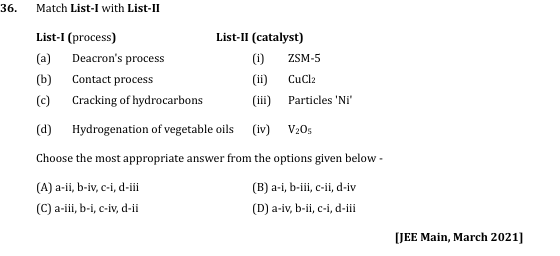 36. Match List-I with List-II
List-I (process) List-II (catalyst)
(a) Deacron's process (i) ZSM-5
(b) Contact process (ii) CuCl2
(c) Cracking of hydrocarbons (iii) Particles 'Ni'
(d) Hydrogenation of vegetable oils (iv) V2O5
Choose the most appropriate answer from the options given below -
(A) a-ii, b-iv, c-i, d-iii (B) a-i, b-iii, c-ii, d-iv
(C) a-iii, b-i, c-iv, d-ii (D) a-iv, b-ii, c-i, d-iii
[JEE Main, March 2021]